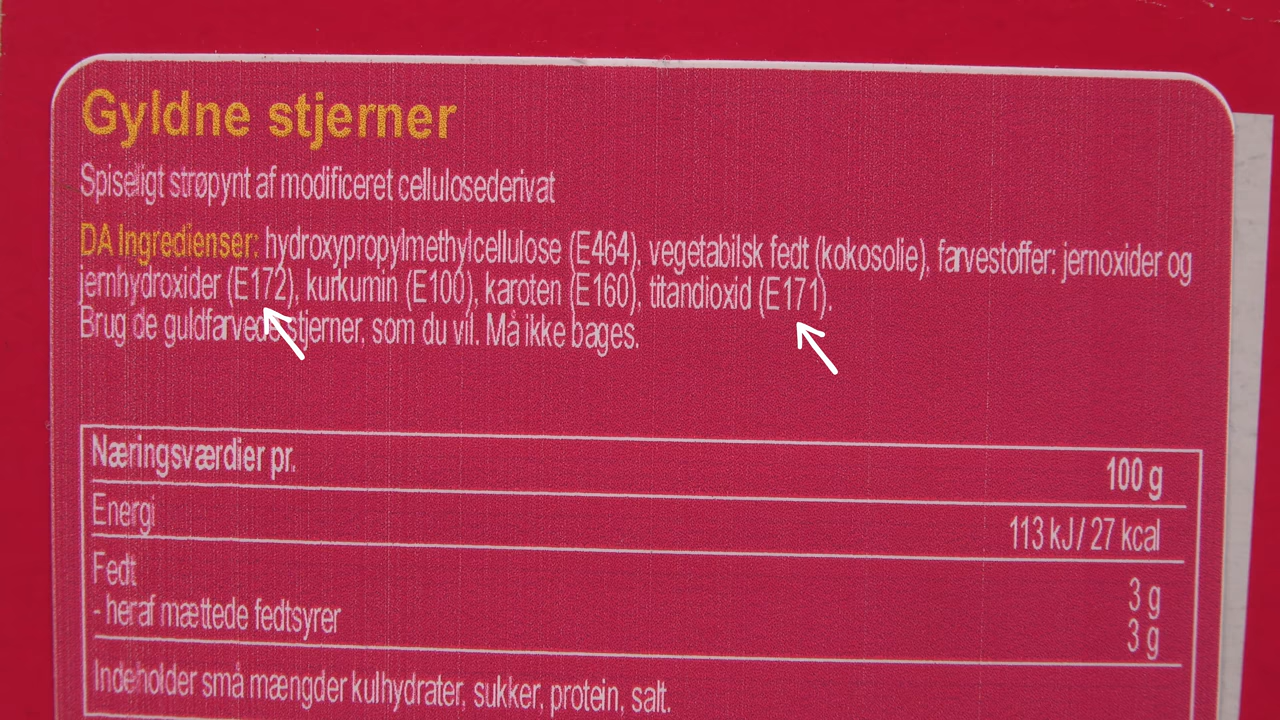 Gyldne stjerner
Spiseligt strøpynt af modificeret cellulosederivat
DA Ingredienser: hydroxypropylmethylcellulose (E464), vegetabilsk fedt (kokosolie), farvestoffer: jernoxider og
jernhydroxider (E172), kurkumin (E100), karoten (E160), titandioxid (E171).
Brug de guldfarvede stjerner, som du vil. Må ikke bages.
Næringsværdier pr. 100 g
Energi 113 kJ / 27 kcal
Fedt 3 g
- heraf mættede fedtsyrer 3 g
Indeholder små mængder kulhydrater, sukker, protein, salt.